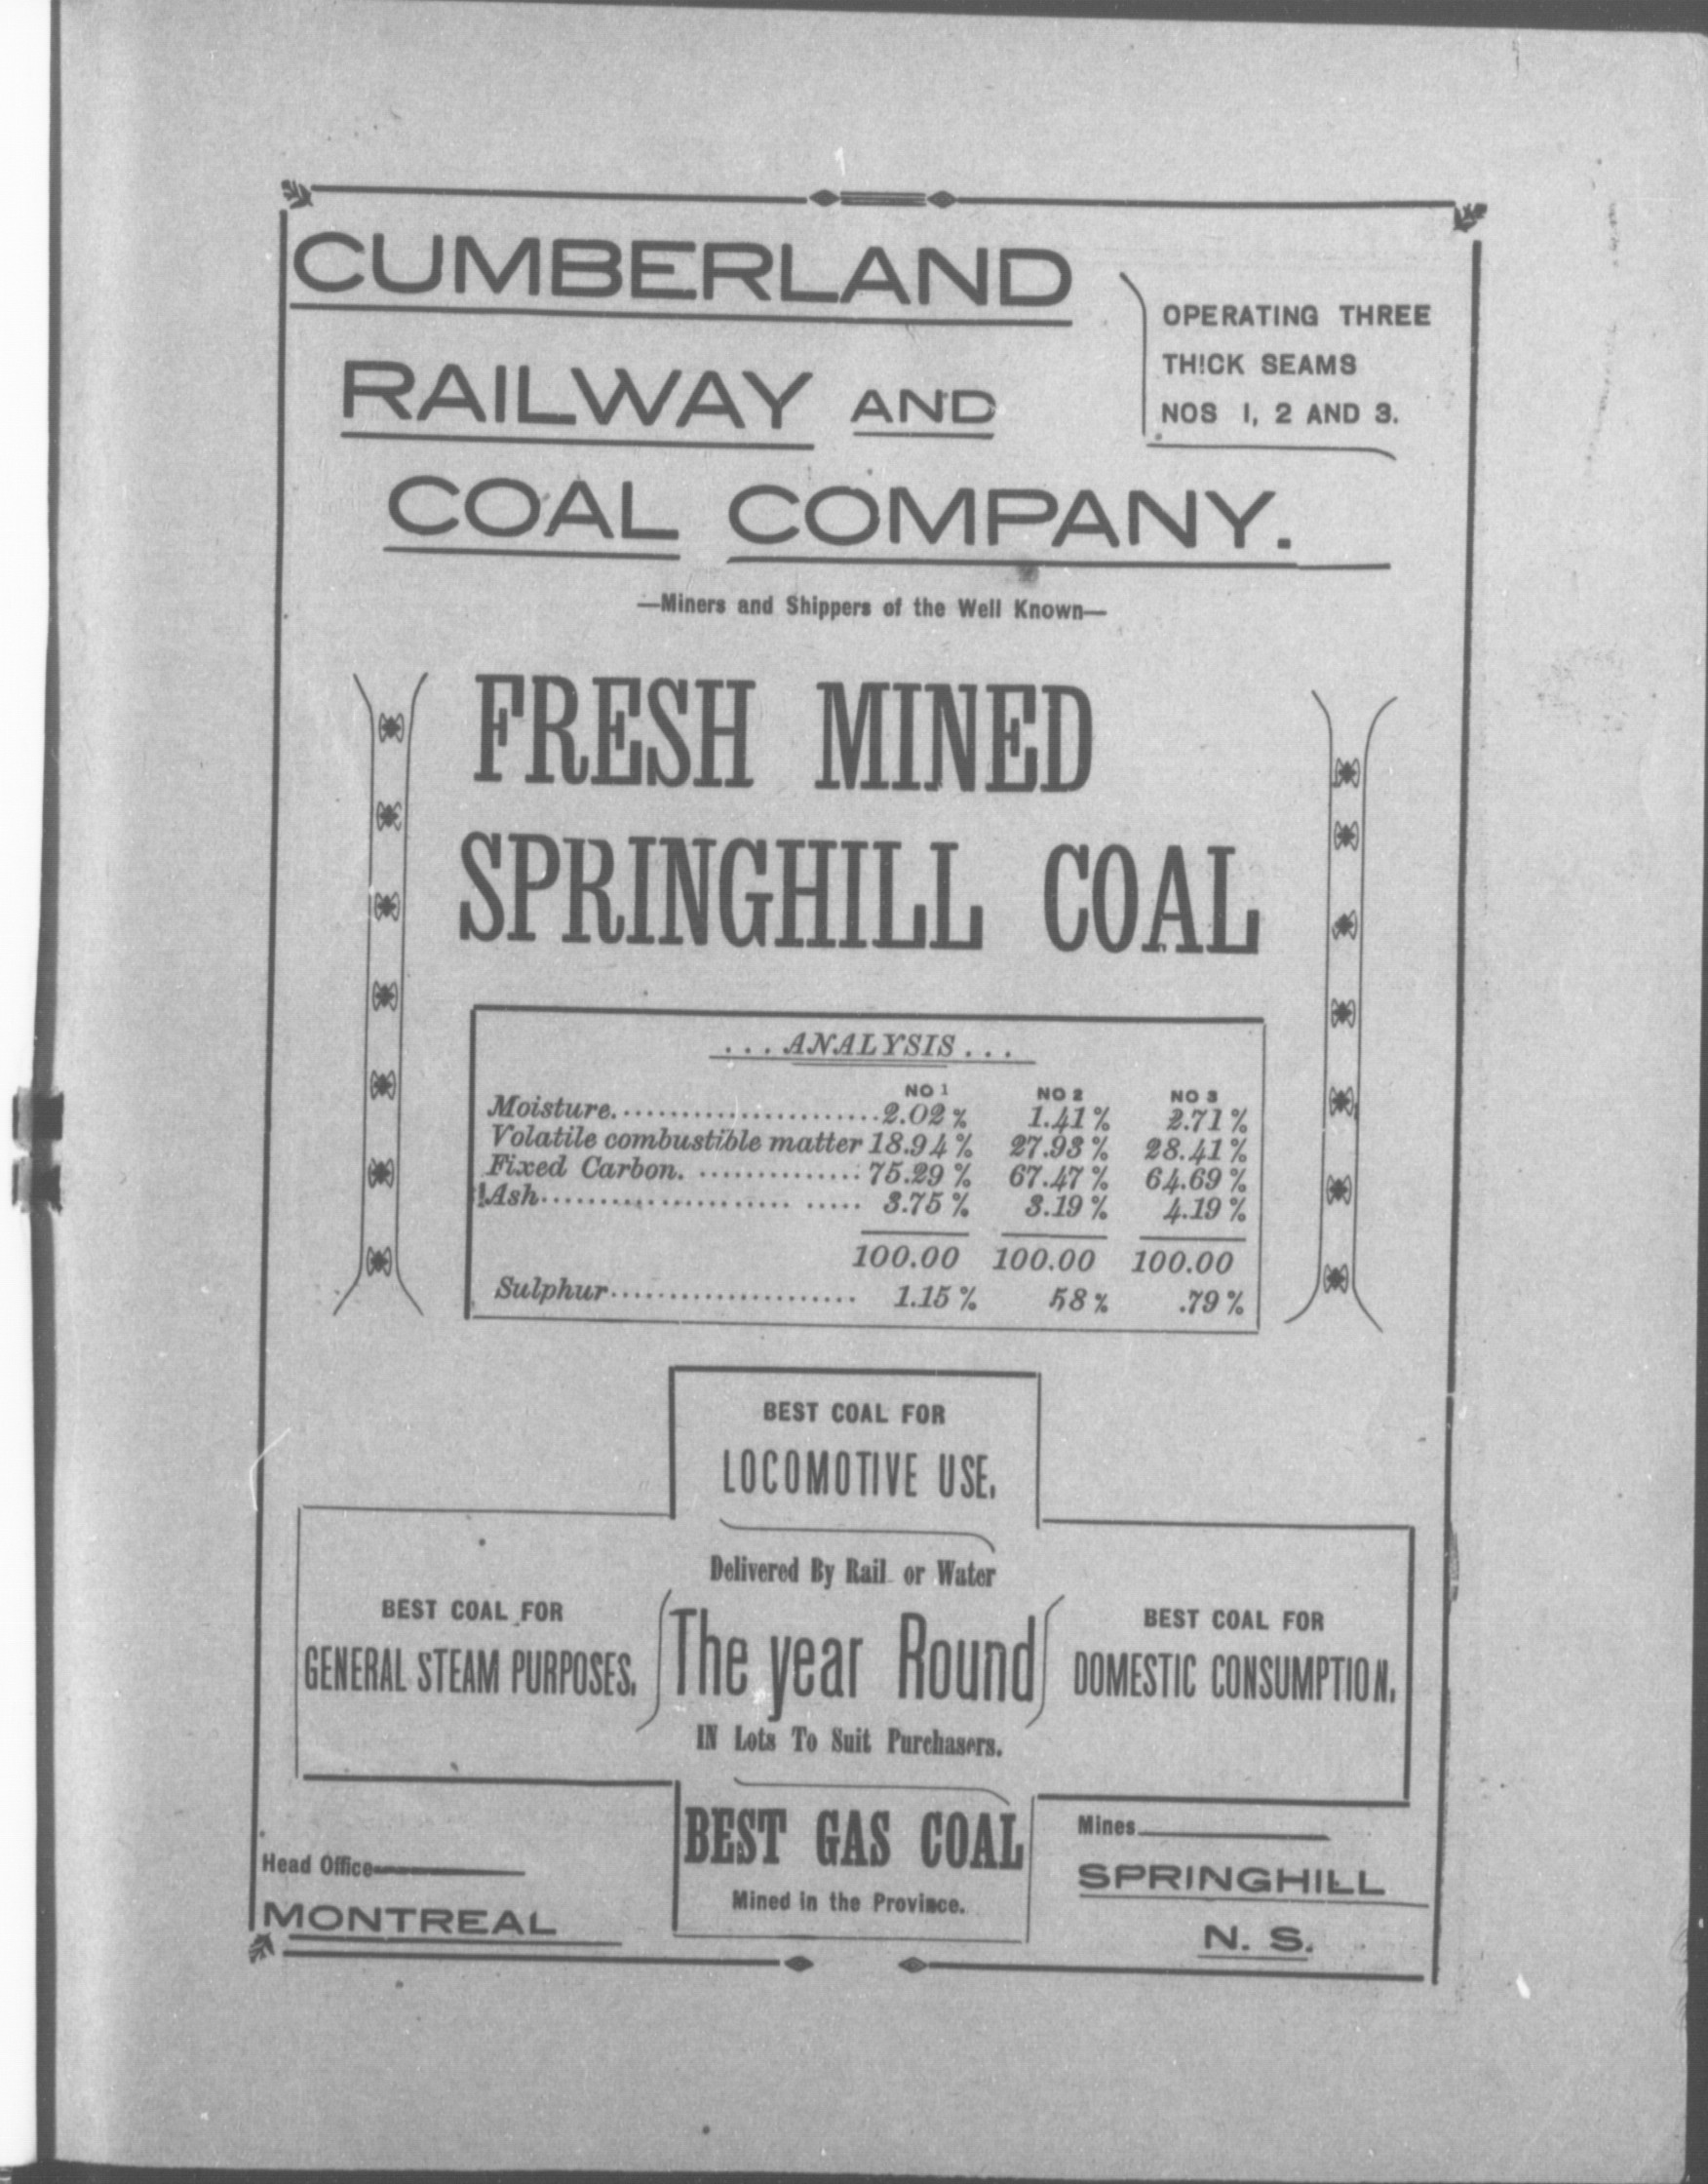 CUMBERLAND
RAILWAY AND
COAL COMPANY.
OPERATING THREE
THICK SEAMS
NOS 1, 2 AND 3.
—Miners and Shippers of the Well Known—
FRESH MINED
SPRINGHILL COAL
...ANALYSIS...
NO 1 NO 2 NO 3
Moisture........................2.02% 1.41% 2.71%
Volatile combustible matter 18.94% 27.93% 28.41%
Fixed Carbon. ..............75.29% 67.47% 64.69%
Ash..................... ..... 3.75% 3.19% 4.19%
100.00 100.00 100.00
Sulphur..................... 1.15% 58% .79%
BEST COAL FOR
LOCOMOTIVE USE.
Delivered By Rail or Water
BEST COAL FOR
GENERAL STEAM PURPOSES.
The year Round
BEST COAL FOR
DOMESTIC CONSUMPTION.
IN Lots To Suit Purchasers.
BEST GAS COAL
Mined in the Province.
Head Office
MONTREAL
Mines
SPRINGHILL
N. S.